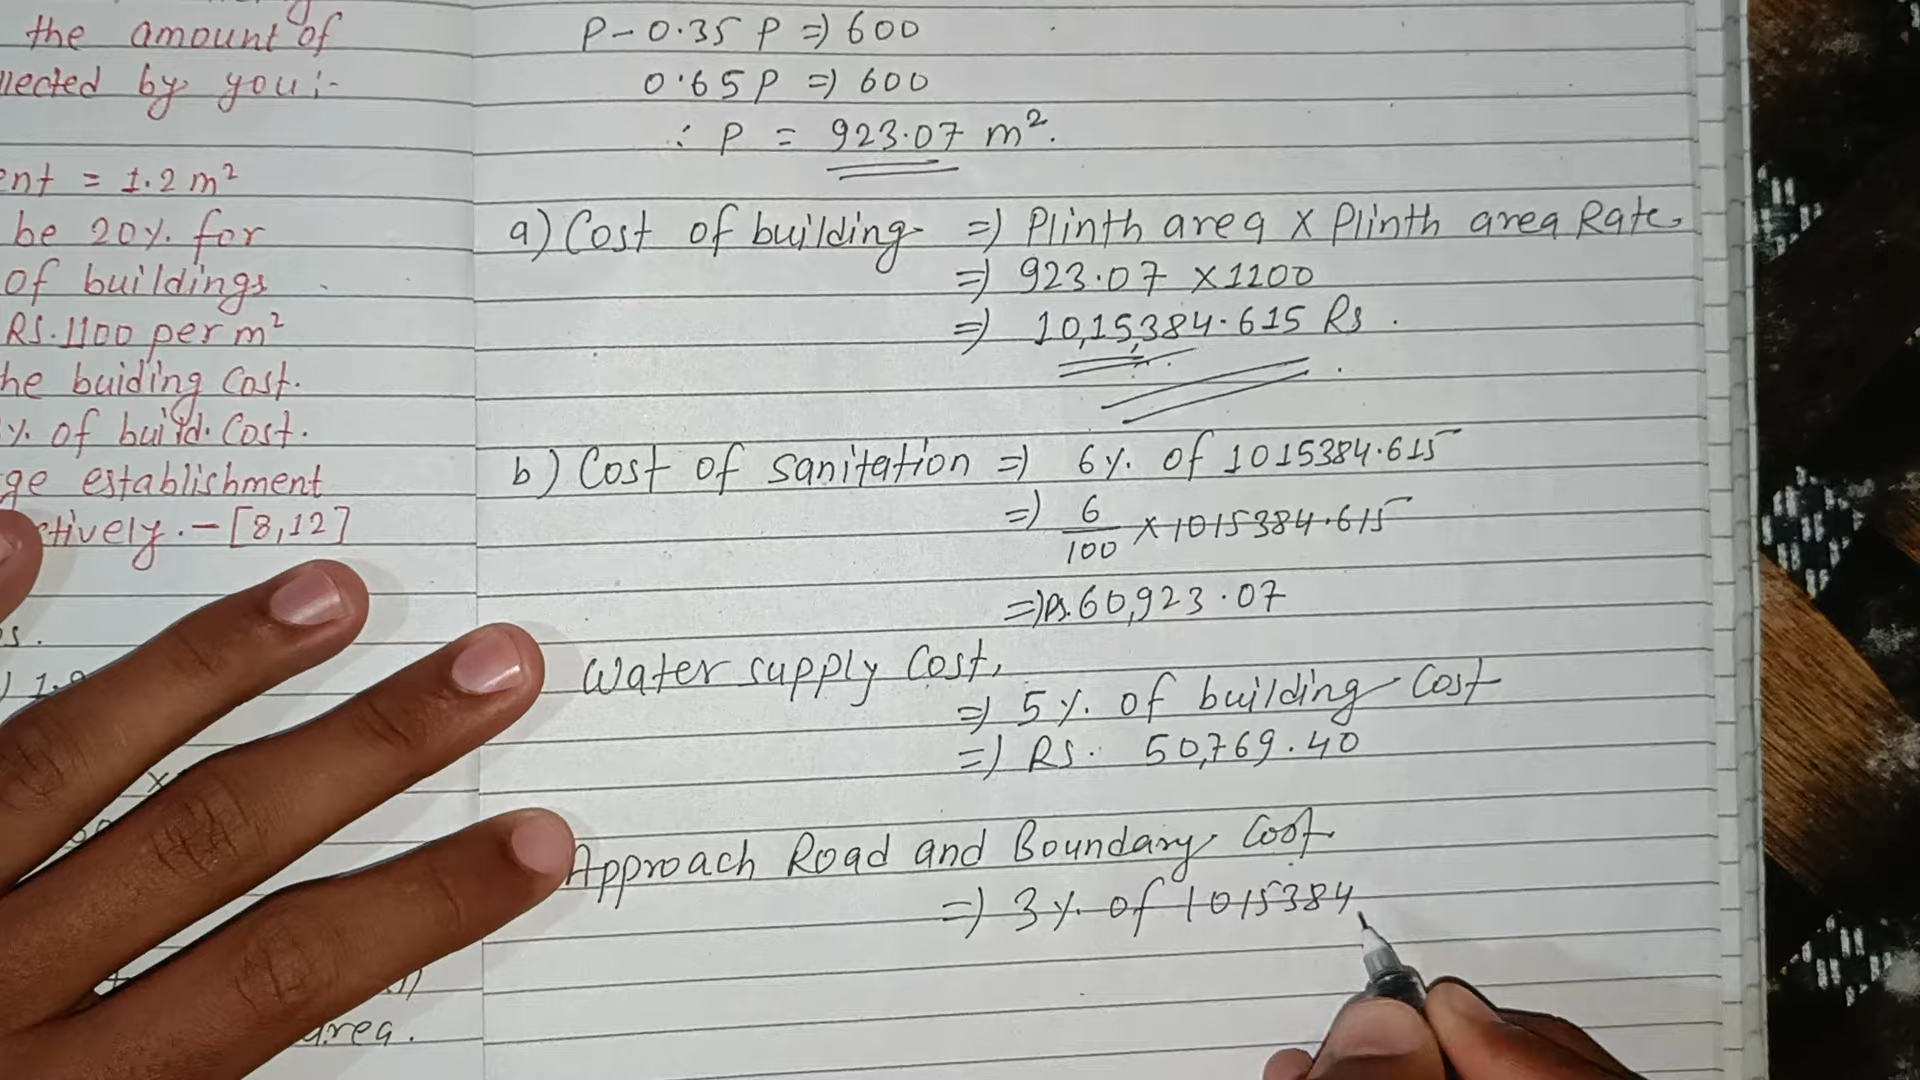 the amount of
llected by you :-
ent = 1.2 m²
be 20%. for
of buildings
RS. 1100 per m²
he buiding Cost.
%. of build. Cost.
ge establishment
ctively. - [8,12]
s.
area.
P - 0.35 P => 600
0.65 P => 600
∴ P = 923.07 m².
a) Cost of building => Plinth area x Plinth area Rate.
=> 923.07 x 1100
=> 10,15,384.615 Rs.
b) Cost of sanitation => 6%. of 1015384.615
=> 6/100 x 1015384.615
=> Rs. 60,923.07
Water supply Cost,
=> 5%. of building Cost
=> RS. 50,769.40
Approach Road and Boundary Cost.
=> 3%. of 1015384